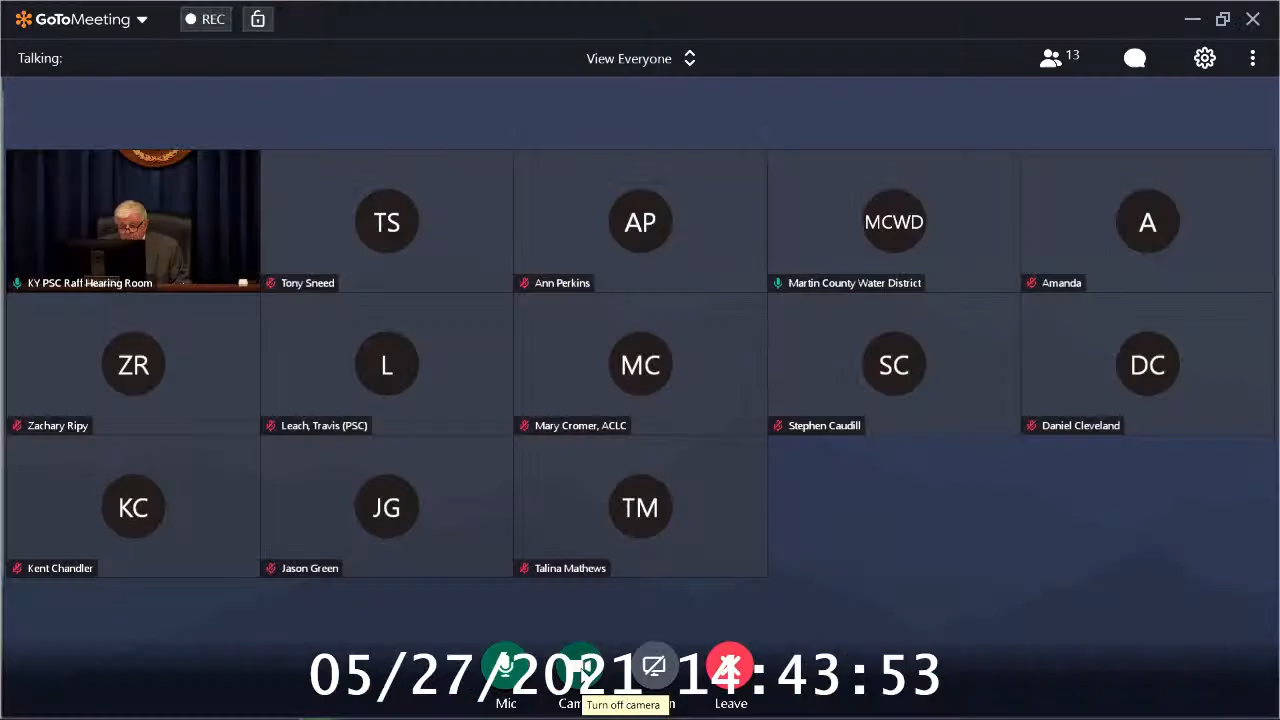 GoToMeeting
REC
Talking:
View Everyone
13
KY PSC Raff Hearing Room
TS
Tony Sneed
AP
Ann Perkins
MCWD
Martin County Water District
A
Amanda
ZR
Zachary Ripy
L
Leach, Travis (PSC)
MC
Mary Cromer, ACLC
SC
Stephen Caudill
DC
Daniel Cleveland
KC
Kent Chandler
JG
Jason Green
TM
Talina Mathews
05/27/2021 14:43:53
Mic
Leave
Turn off camera